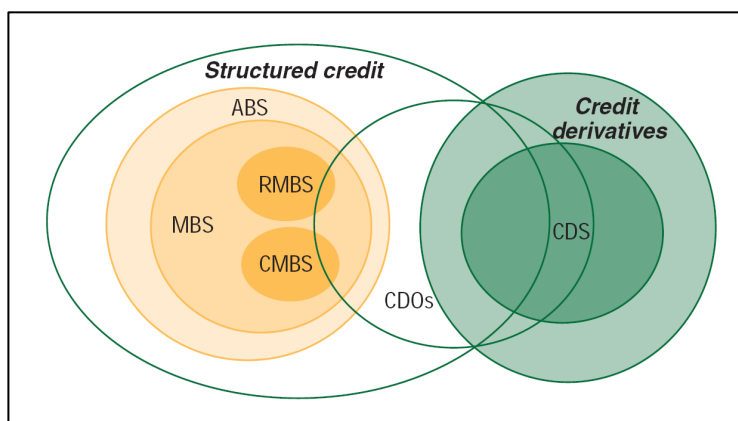 Structured credit
ABS
Credit
derivatives
RMBS
MBS
CDS
CMBS
CDOs